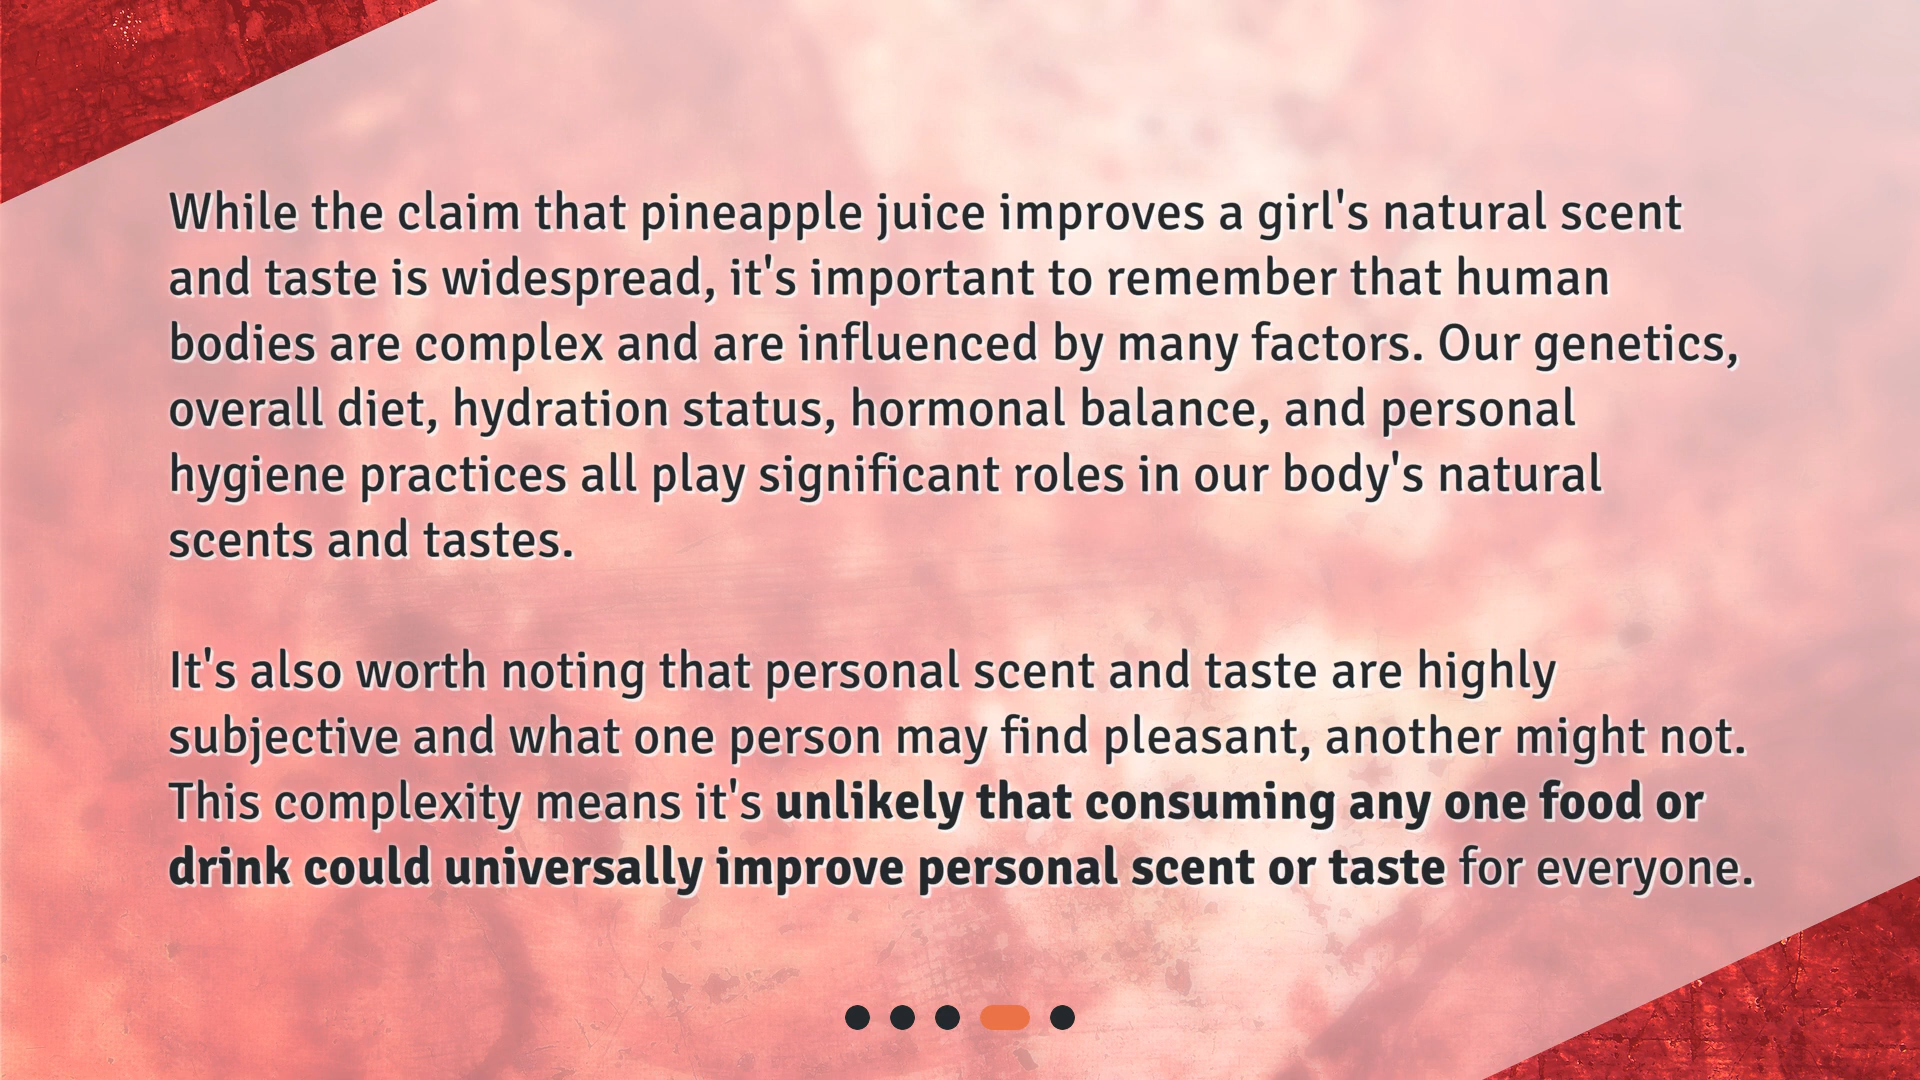 While the claim that pineapple juice improves a girl's natural scent
and taste is widespread, it's important to remember that human
bodies are complex and are influenced by many factors. Our genetics,
overall diet, hydration status, hormonal balance, and personal
hygiene practices all play significant roles in our body's natural
scents and tastes.
It's also worth noting that personal scent and taste are highly
subjective and what one person may find pleasant, another might not.
This complexity means it's unlikely that consuming any one food or
drink could universally improve personal scent or taste for everyone.